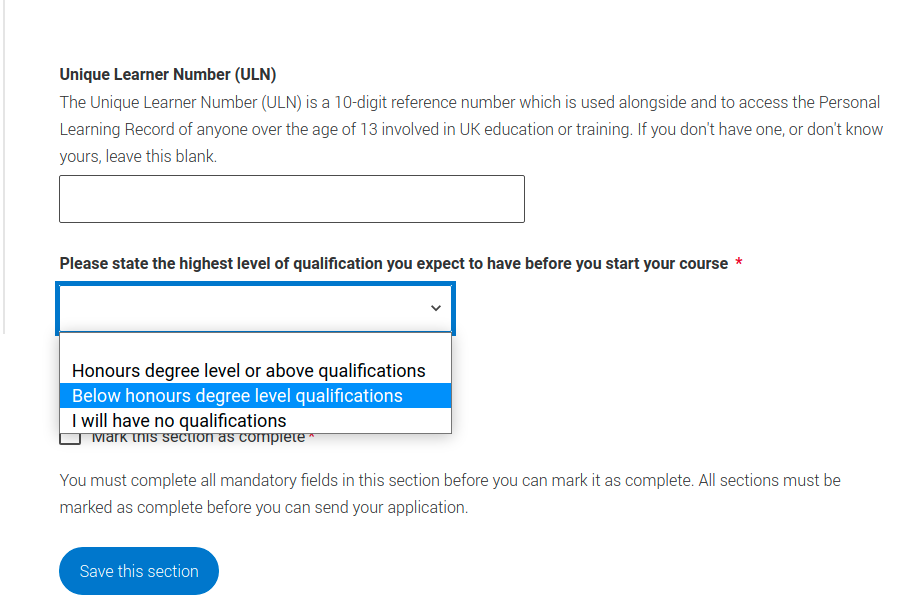 Unique Learner Number (ULN)
The Unique Learner Number (ULN) is a 10-digit reference number which is used alongside and to access the Personal
Learning Record of anyone over the age of 13 involved in UK education or training. If you don't have one, or don't know
yours, leave this blank.
Please state the highest level of qualification you expect to have before you start your course *
Honours degree level or above qualifications
Below honours degree level qualifications
I will have no qualifications
Mark this section as complete *
You must complete all mandatory fields in this section before you can mark it as complete. All sections must be
marked as complete before you can send your application.
Save this section